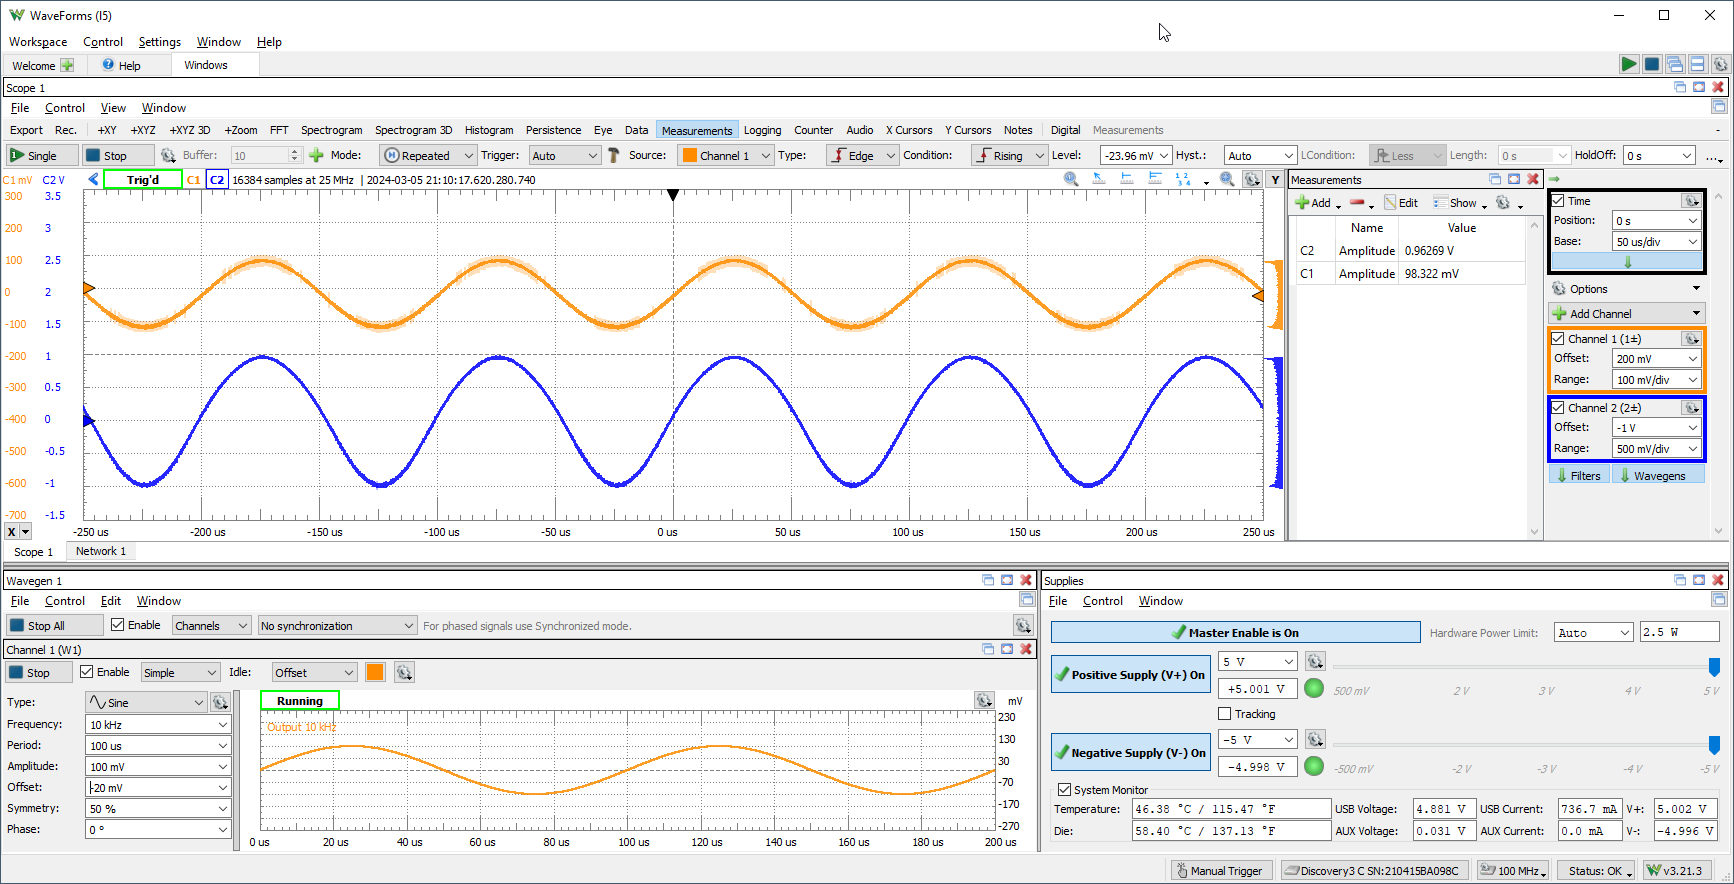 WaveForms (I5)
Workspace Control Settings Window Help
Welcome Help Windows
Scope 1
File Control View Window
Export Rec. +XY +XYZ +XYZ 3D +Zoom FFT Spectrogram Spectrogram 3D Histogram Persistence Eye Data Measurements Logging Counter Audio X Cursors Y Cursors Notes Digital Measurements -
Single Stop Buffer: 10 Mode: Repeated Trigger: Auto Source: Channel 1 Type: Edge Condition: Rising Level: -23.96 mV Hyst.: Auto LCondition: Less Length: 0 s HoldOff: 0 s ...
C1 mV C2 V Trig'd C1 C2 16384 samples at 25 MHz | 2024-03-05 21:10:17.620.280.740 Y
300 3.5
200 3
100 2.5
0 2
-100 1.5
-200 1
-300 0.5
-400 0
-500 -0.5
-600 -1
-700 -1.5
X -250 us -200 us -150 us -100 us -50 us 0 us 50 us 100 us 150 us 200 us 250 us
Measurements
Add Edit Show
Name Value
C2 Amplitude 0.96269 V
C1 Amplitude 98.322 mV
Time
Position: 0 s
Base: 50 us/div
Options
Add Channel
Channel 1 (1±)
Offset: 200 mV
Range: 100 mV/div
Channel 2 (2±)
Offset: -1 V
Range: 500 mV/div
Filters Wavegens
Scope 1 Network 1
Wavegen 1
File Control Edit Window
Stop All Enable Channels No synchronization For phased signals use Synchronized mode.
Channel 1 (W1)
Stop Enable Simple Idle: Offset
Type: Sine
Frequency: 10 kHz
Period: 100 us
Amplitude: 100 mV
Offset: -20 mV
Symmetry: 50 %
Phase: 0 °
Running mV
Output 10 kHz
230
130
30
-70
-170
-270
0 us 20 us 40 us 60 us 80 us 100 us 120 us 140 us 160 us 180 us 200 us
Supplies
File Control Window
Master Enable is On Hardware Power Limit: Auto 2.5 W
Positive Supply (V+) On 5 V
+5.001 V 500 mV 2 V 3 V 4 V 5 V
Tracking
Negative Supply (V-) On -5 V
-4.998 V -500 mV -2 V -3 V -4 V -5 V
System Monitor
Temperature: 46.38 °C / 115.47 °F USB Voltage: 4.881 V USB Current: 736.7 mA V+: 5.002 V
Die: 58.40 °C / 137.13 °F AUX Voltage: 0.031 V AUX Current: 0.0 mA V-: -4.996 V
Manual Trigger Discovery3 C SN:210415BA098C 100 MHz Status: OK v3.21.3